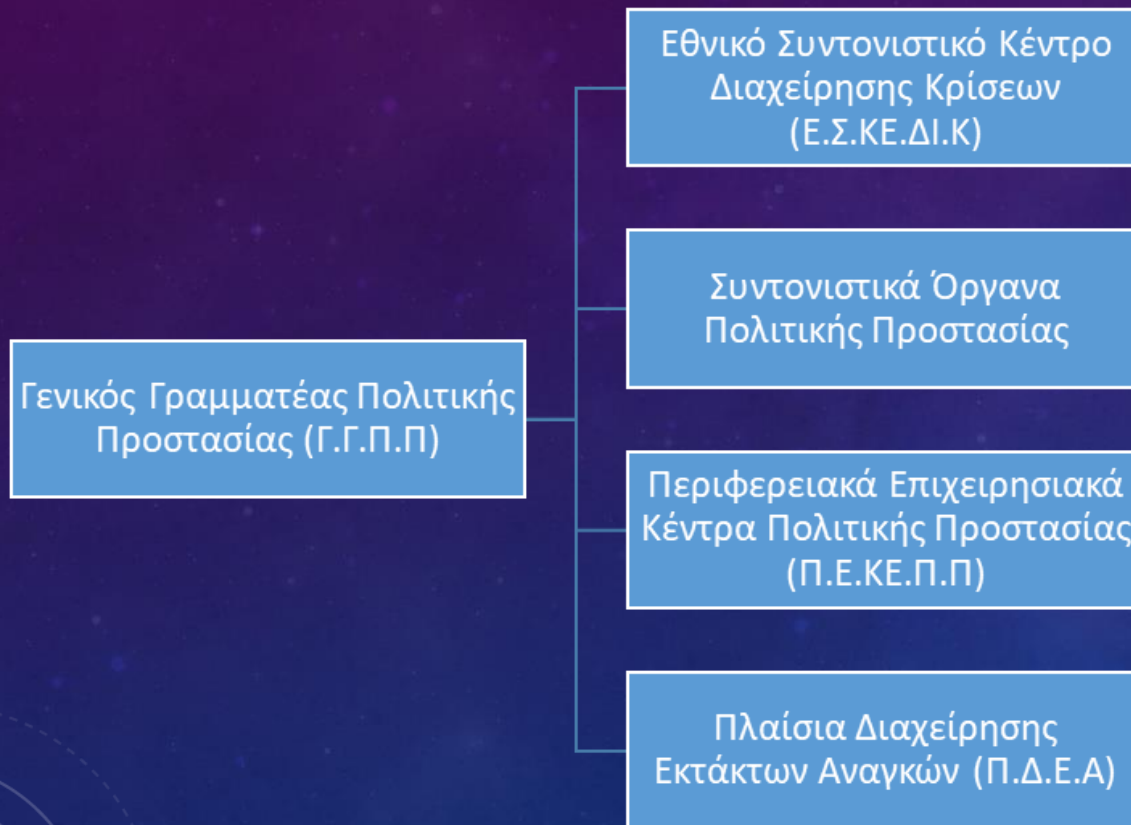 Εθνικό Συντονιστικό Κέντρο
Διαχείρησης Κρίσεων
(Ε.Σ.ΚΕ.ΔΙ.Κ)
Συντονιστικά Όργανα
Πολιτικής Προστασίας
Γενικός Γραμματέας Πολιτικής
Προστασίας (Γ.Γ.Π.Π)
Περιφερειακά Επιχειρησιακά
Κέντρα Πολιτικής Προστασίας
(Π.Ε.ΚΕ.Π.Π)
Πλαίσια Διαχείρησης
Εκτάκτων Αναγκών (Π.Δ.Ε.Α)